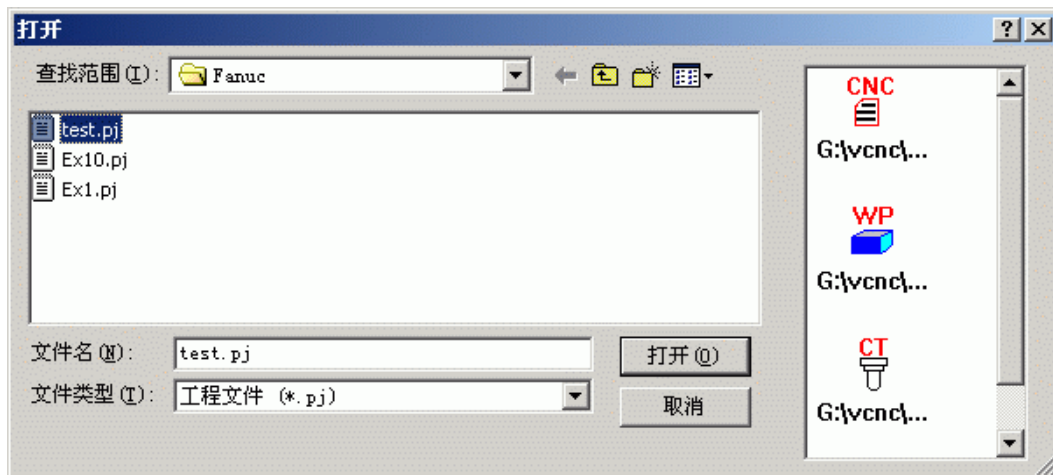 打开
查找范围(I): Fanuc
test.pj
Ex10.pj
Ex1.pj
CNC
G:\vcnc\...
WP
G:\vcnc\...
CT
G:\vcnc\...
文件名(N): test.pj 打开(O)
文件类型(T): 工程文件 (*.pj) 取消